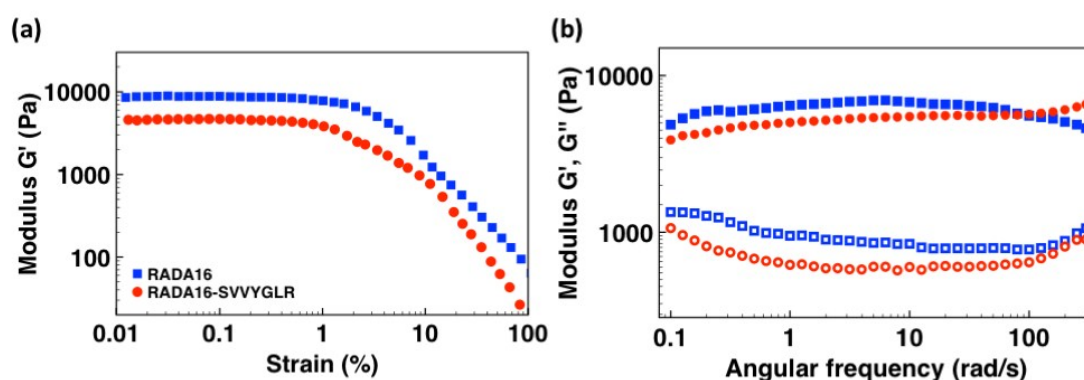 (a)
Modulus G' (Pa)
10000
1000
100
RADA16
RADA16-SVVYGLR
0.01 0.1 1 10 100
Strain (%)
(b)
Modulus G', G" (Pa)
10000
1000
0.1 1 10 100
Angular frequency (rad/s)